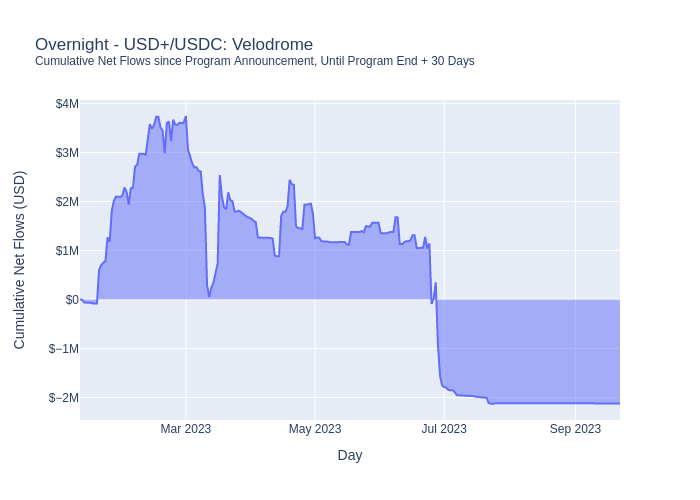 Overnight - USD+/USDC: Velodrome
Cumulative Net Flows since Program Announcement, Until Program End + 30 Days
Cumulative Net Flows (USD)
$4M
$3M
$2M
$1M
$0
$−1M
$−2M
Mar 2023
May 2023
Jul 2023
Sep 2023
Day